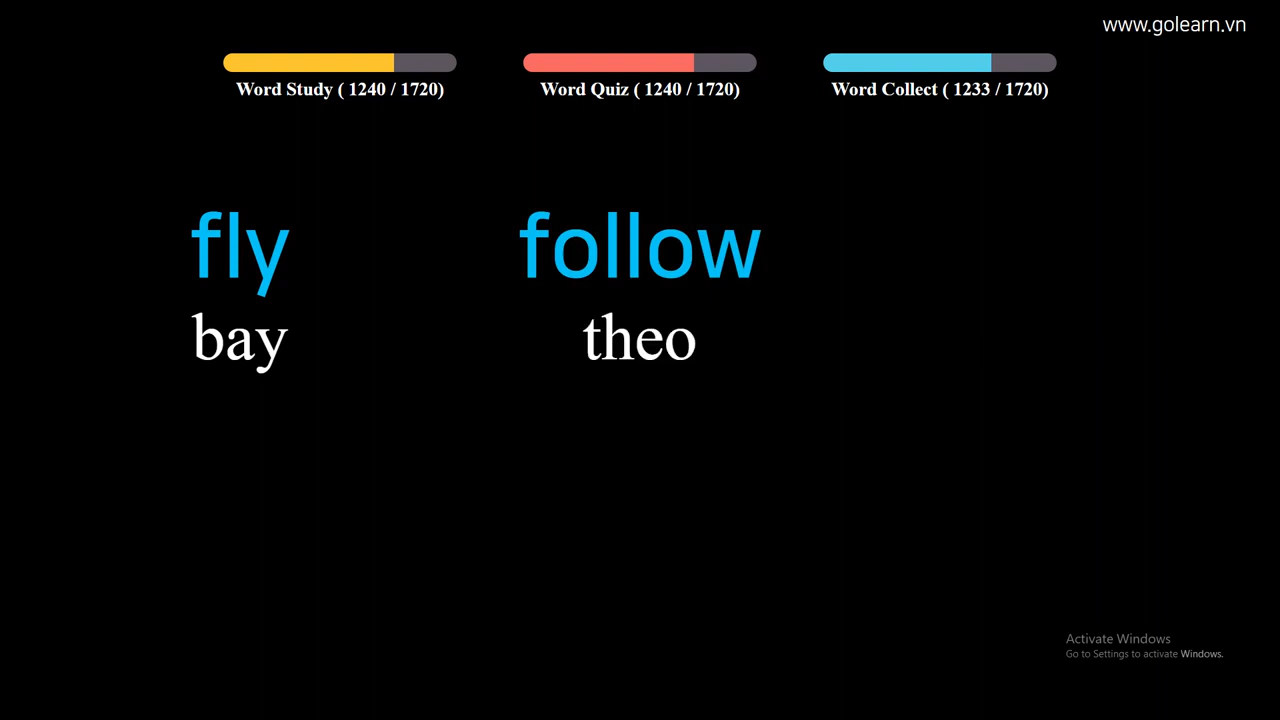 www.golearn.vn
Word Study ( 1240 / 1720)
Word Quiz ( 1240 / 1720)
Word Collect ( 1233 / 1720)
fly
follow
bay
theo
Activate Windows
Go to Settings to activate Windows.